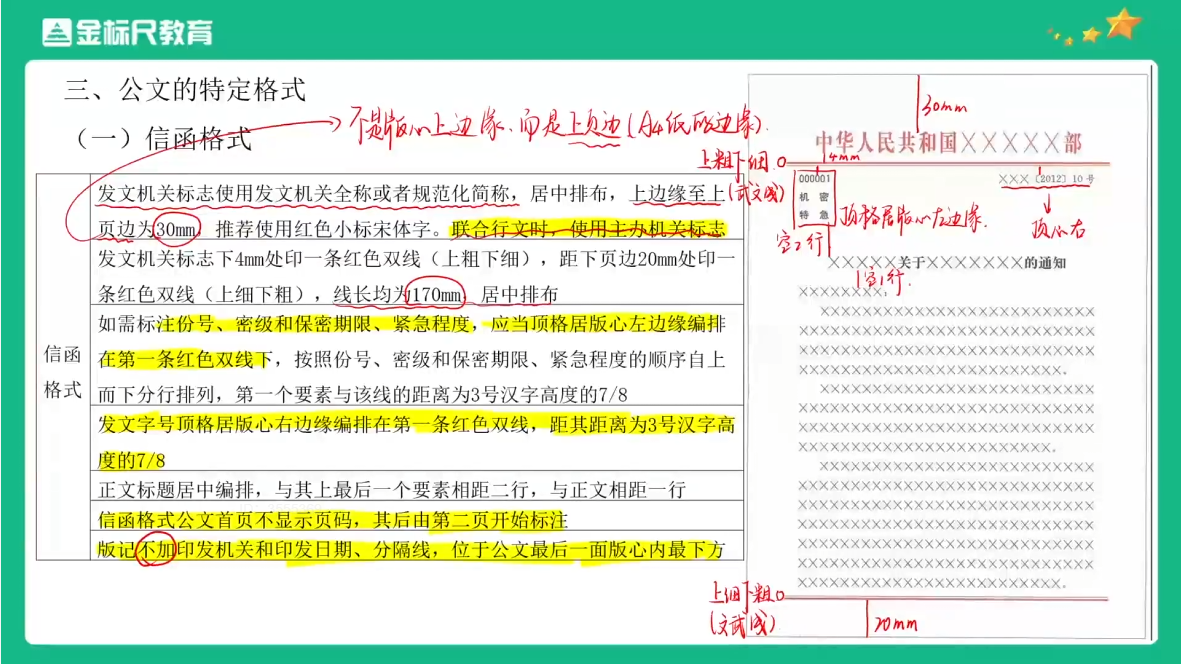 金标尺教育
三、公文的特定格式
（一）信函格式
不是版心上边缘，而是上页边(A4纸的边缘).
信函
格式
发文机关标志使用发文机关全称或者规范化简称，居中排布，上边缘至上
页边为30mm，推荐使用红色小标宋体字。联合行文时，使用主办机关标志
发文机关标志下4mm处印一条红色双线（上粗下细），距下页边20mm处印一
条红色双线（上细下粗），线长均为170mm，居中排布
如需标注份号、密级和保密期限、紧急程度，应当顶格居版心左边缘编排
在第一条红色双线下，按照份号、密级和保密期限、紧急程度的顺序自上
而下分行排列，第一个要素与该线的距离为3号汉字高度的7/8
发文字号顶格居版心右边缘编排在第一条红色双线，距其距离为3号汉字高
度的7/8
正文标题居中编排，与其上最后一个要素相距二行，与正文相距一行
信函格式公文首页不显示页码，其后由第二页开始标注
版记不加印发机关和印发日期、分隔线，位于公文最后一面版心内最下方
30mm
中华人民共和国×××××部
4mm
上粗下细
(武文线)
000001
机 密
特 急
×××〔2012〕10号
顶格居版心左边缘.
顶心右
空2行
×××××关于×××××××的通知
空1行.
××××××××：
××××××××××××××××××××
××××××××××××××××××××××
××××××××××××××××××××××
××××××××××××××××××××。
××××××××××××××××××××
××××××××××××××××××××××
××××××××××××××××××××××
×××××××××××××××××××。
××××××××××××××××××××
××××××××××××××××××××××
××××××××××××××××××××××
××××××××××××××××××××××
××××××××××××××××××××××
××××××××××××××××××××××
××××××××××××××××××××。
上细下粗
(文武线)
20mm